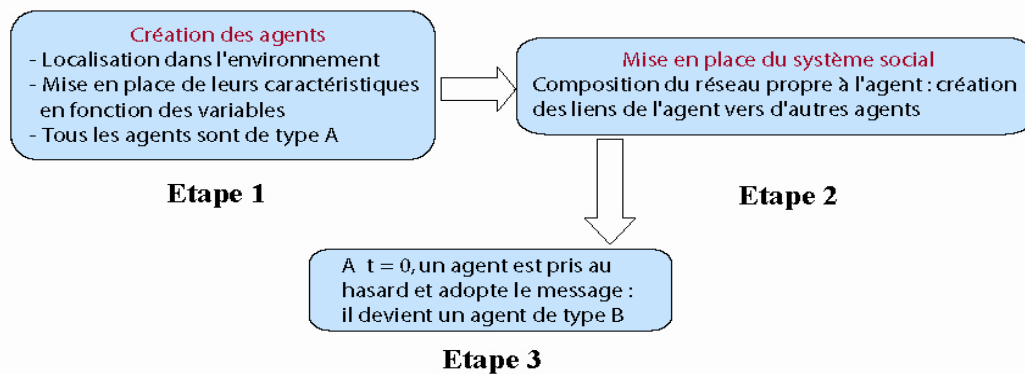 Création des agents
- Localisation dans l'environnement
- Mise en place de leurs caractéristiques
en fonction des variables
- Tous les agents sont de type A
Etape 1
Mise en place du système social
Composition du réseau propre à l'agent : création
des liens de l'agent vers d'autres agents
Etape 2
A t = 0, un agent est pris au
hasard et adopte le message :
il devient un agent de type B
Etape 3